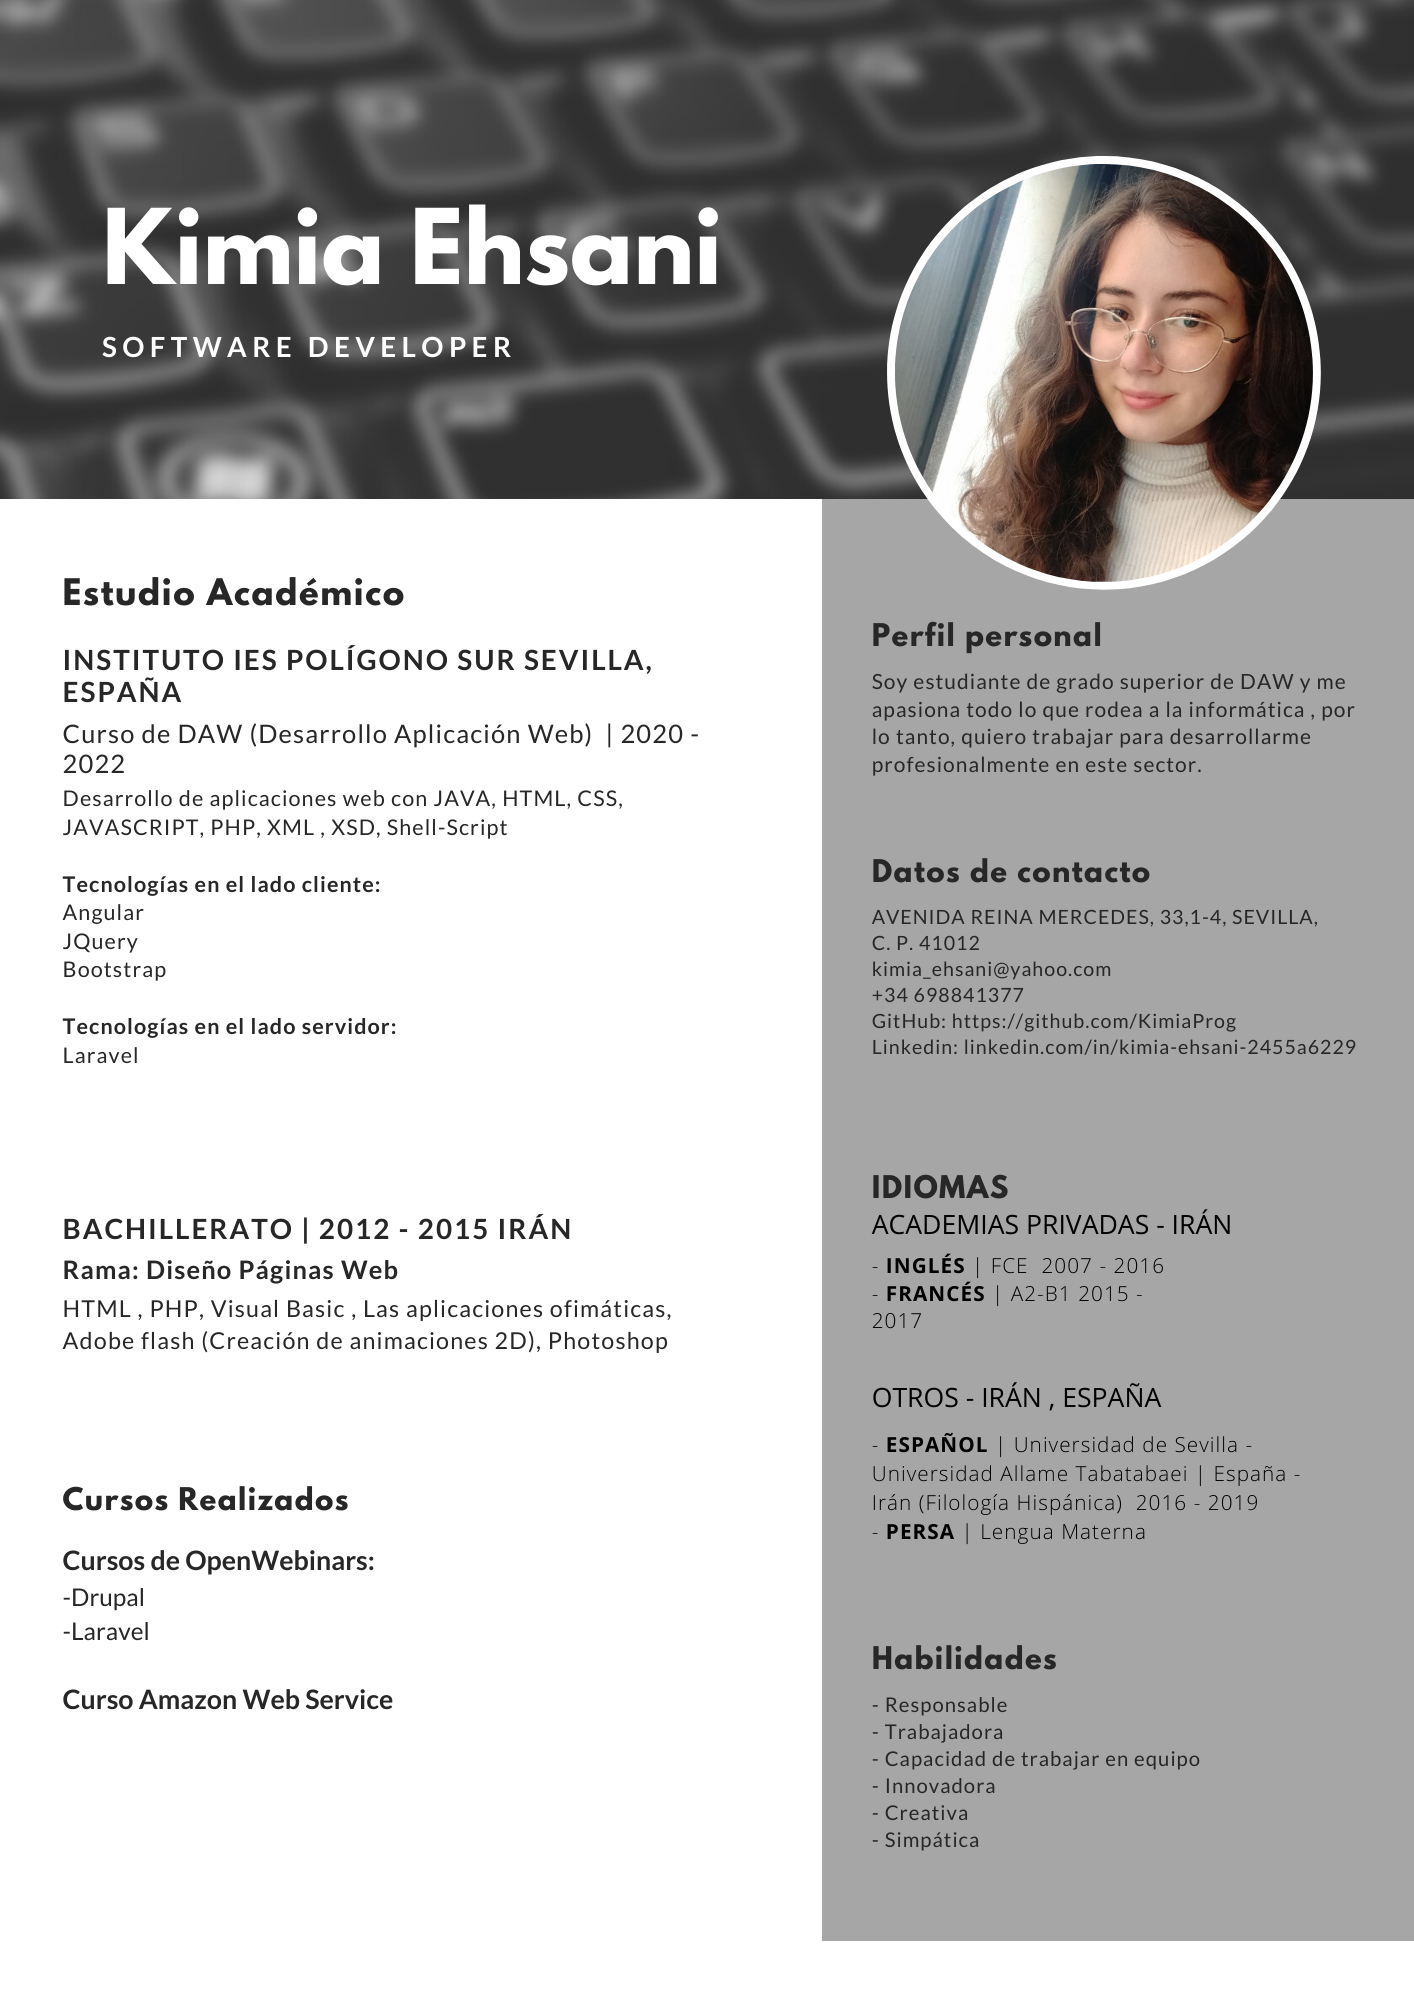 Kimia Ehsani
SOFTWARE DEVELOPER
Estudio Académico
INSTITUTO IES POLÍGONO SUR SEVILLA,
ESPAÑA
Curso de DAW (Desarrollo Aplicación Web) | 2020 -
2022
Desarrollo de aplicaciones web con JAVA, HTML, CSS,
JAVASCRIPT, PHP, XML , XSD, Shell-Script
Tecnologías en el lado cliente:
Angular
JQuery
Bootstrap
Tecnologías en el lado servidor:
Laravel
BACHILLERATO | 2012 - 2015 IRÁN
Rama: Diseño Páginas Web
HTML , PHP, Visual Basic , Las aplicaciones ofimáticas,
Adobe flash (Creación de animaciones 2D), Photoshop
Cursos Realizados
Cursos de OpenWebinars:
-Drupal
-Laravel
Curso Amazon Web Service
Perfil personal
Soy estudiante de grado superior de DAW y me
apasiona todo lo que rodea a la informática , por
lo tanto, quiero trabajar para desarrollarme
profesionalmente en este sector.
Datos de contacto
AVENIDA REINA MERCEDES, 33,1-4, SEVILLA,
C. P. 41012
kimia_ehsani@yahoo.com
+34 698841377
GitHub: https://github.com/KimiaProg
Linkedin: linkedin.com/in/kimia-ehsani-2455a6229
IDIOMAS
ACADEMIAS PRIVADAS - IRÁN
- INGLÉS | FCE 2007 - 2016
- FRANCÉS | A2-B1 2015 -
2017
OTROS - IRÁN , ESPAÑA
- ESPAÑOL | Universidad de Sevilla -
Universidad Allame Tabatabaei | España -
Irán (Filología Hispánica) 2016 - 2019
- PERSA | Lengua Materna
Habilidades
- Responsable
- Trabajadora
- Capacidad de trabajar en equipo
- Innovadora
- Creativa
- Simpática